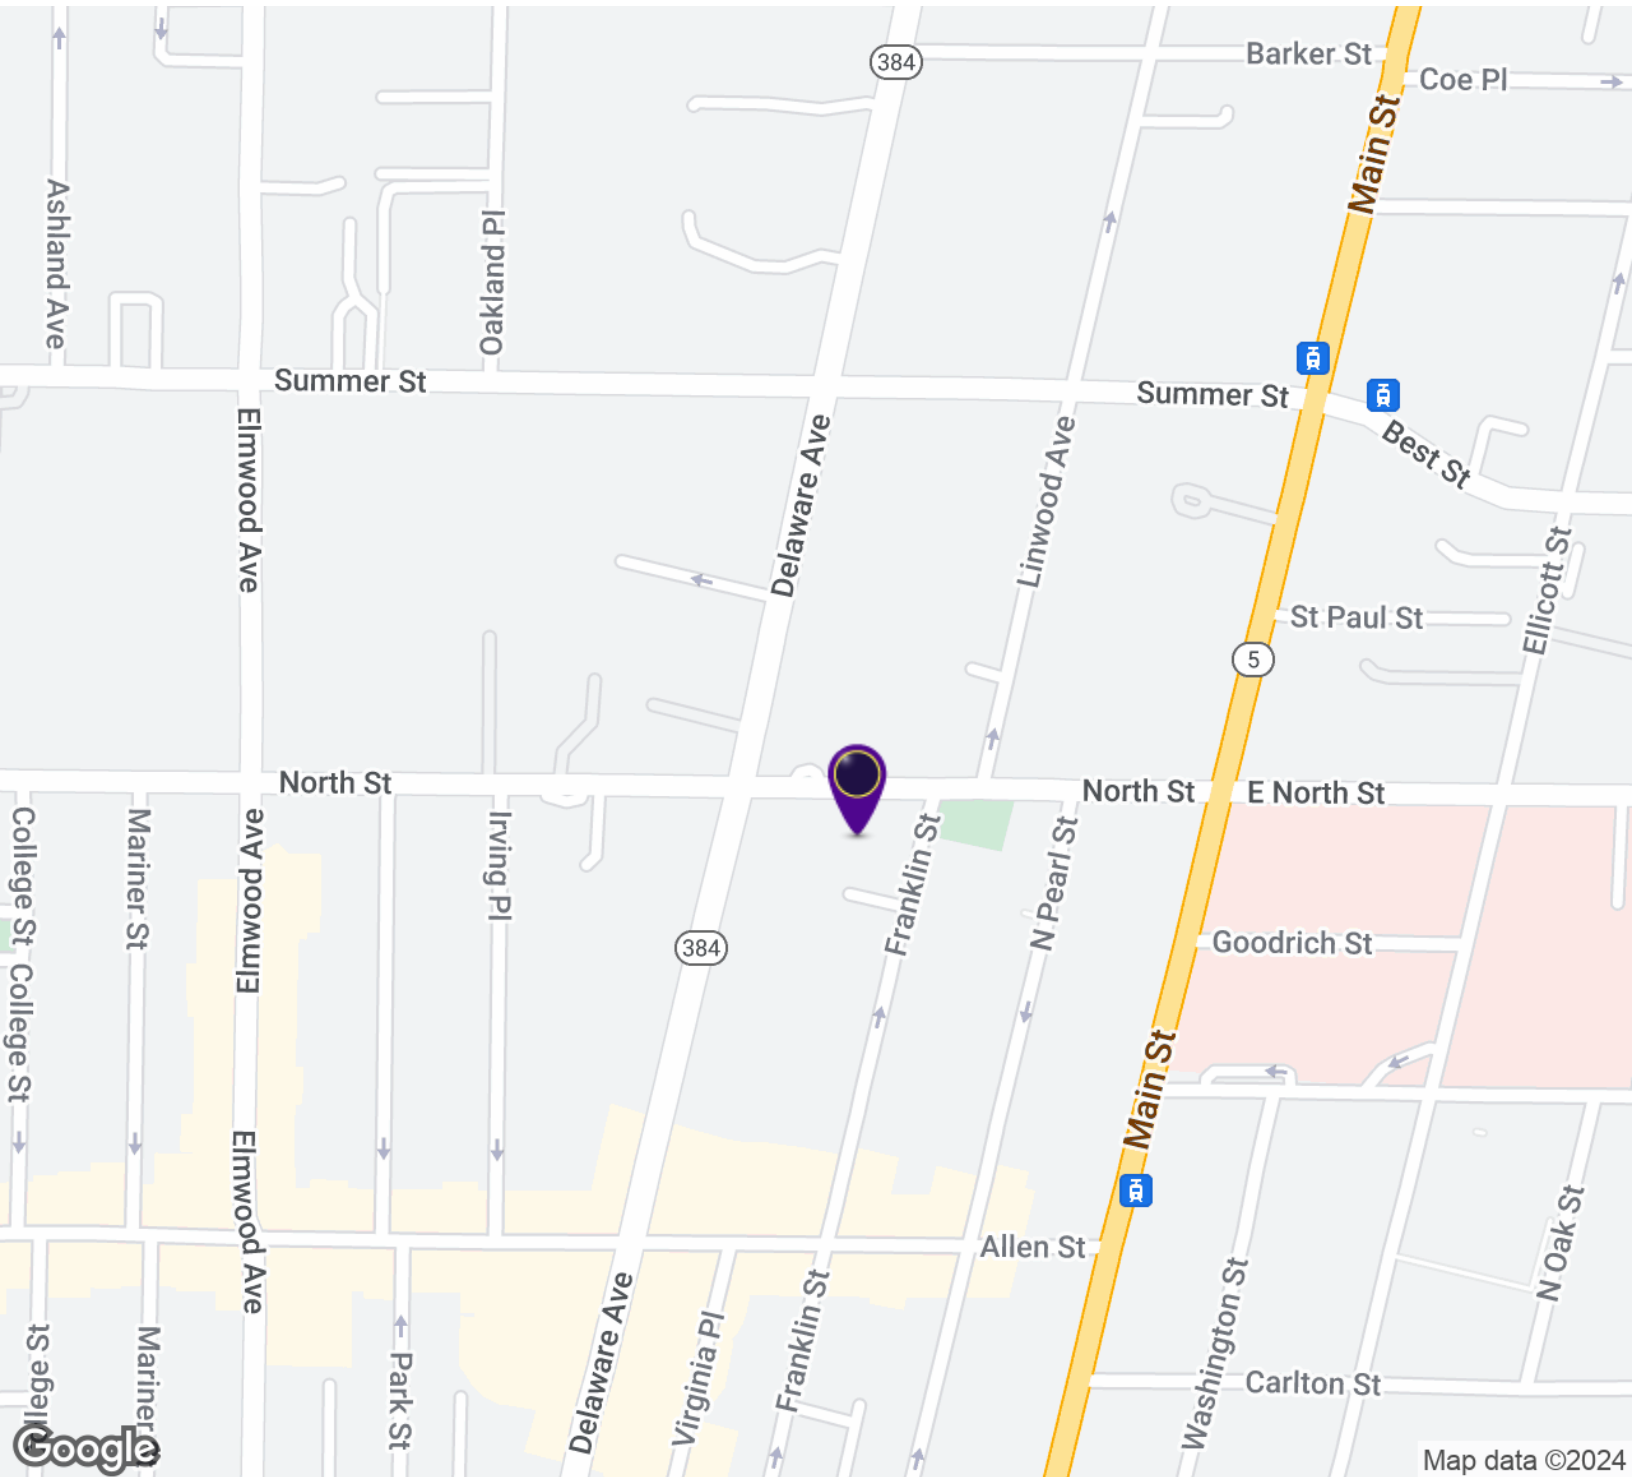 384
Barker St
Coe Pl
Main St
Ashland Ave
Oakland Pl
Summer St
Summer St
Elmwood Ave
Delaware Ave
Linwood Ave
Best St
Ellicott St
St Paul St
5
North St
North St
E North St
College St
Mariner St
Elmwood Ave
Irving Pl
Franklin St
N Pearl St
384
Goodrich St
College St
Main St
Elmwood Ave
Allen St
N Oak St
Washington St
Delaware Ave
Virginia Pl
Franklin St
College St
Mariner
Park St
Carlton St
Google
Map data ©2024